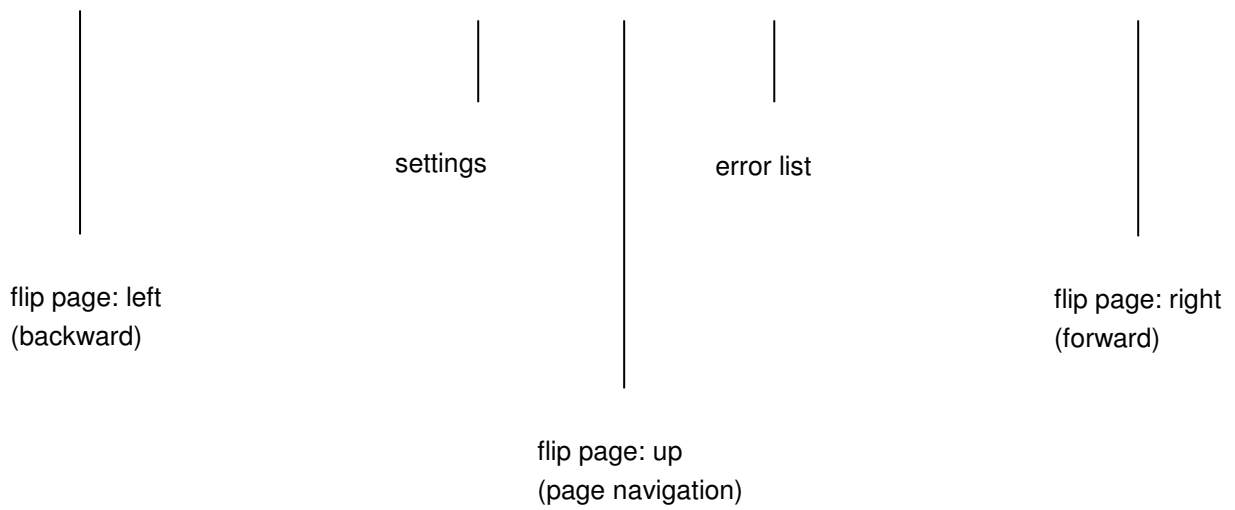 settings
error list
flip page: left
(backward)
flip page: right
(forward)
flip page: up
(page navigation)